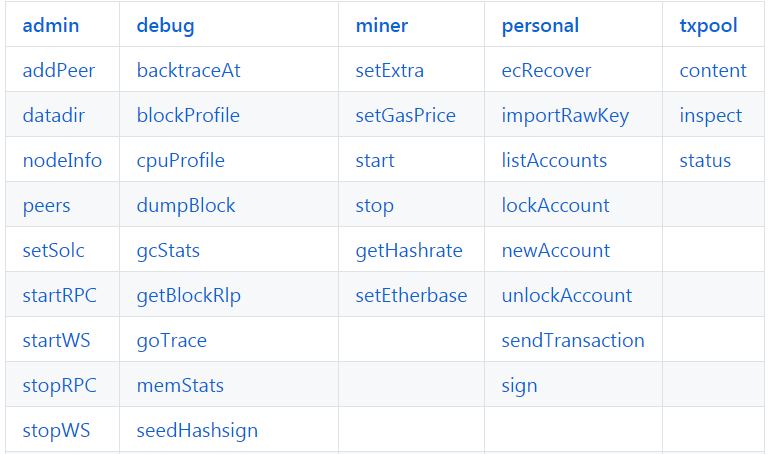 admin debug miner personal txpool
addPeer backtraceAt setExtra ecRecover content
datadir blockProfile setGasPrice importRawKey inspect
nodeInfo cpuProfile start listAccounts status
peers dumpBlock stop lockAccount
setSolc gcStats getHashrate newAccount
startRPC getBlockRlp setEtherbase unlockAccount
startWS goTrace sendTransaction
stopRPC memStats sign
stopWS seedHashsign